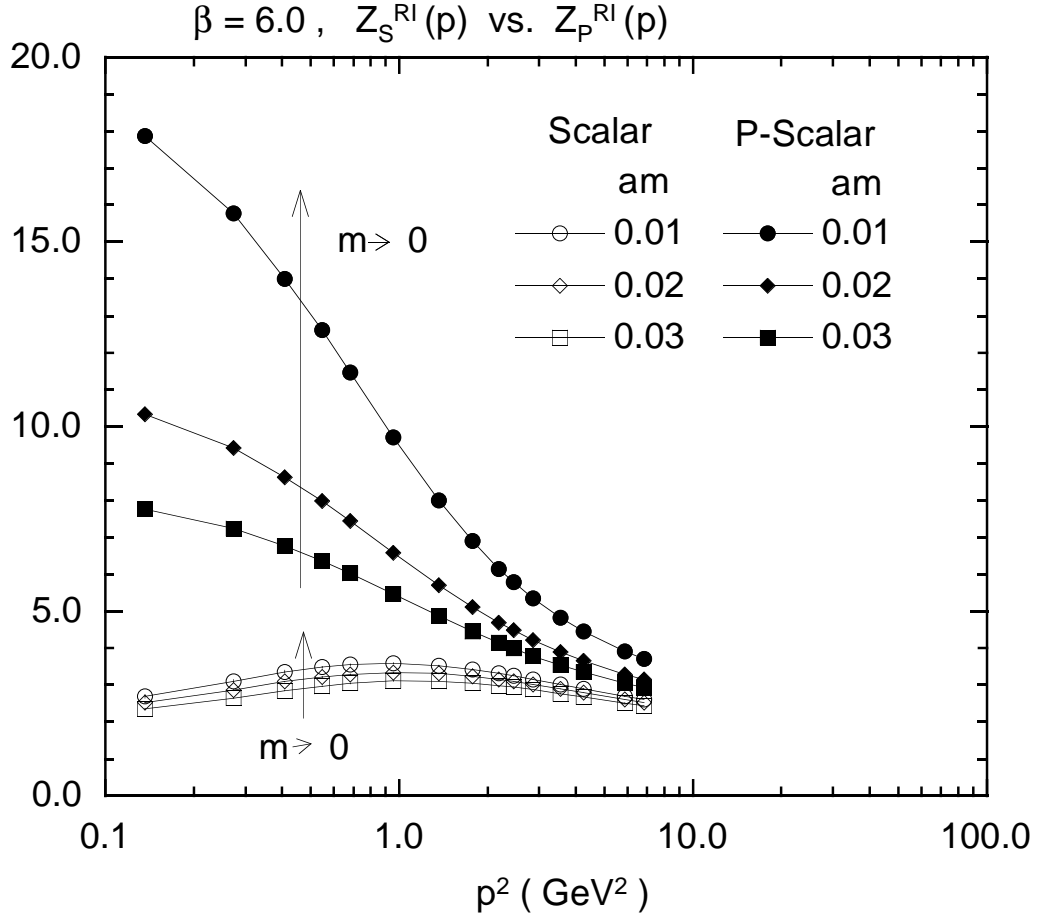 β = 6.0 , Z_S^RI (p) vs. Z_P^RI (p)
20.0
15.0
10.0
5.0
0.0
Scalar P-Scalar
am am
0.01 0.01
0.02 0.02
0.03 0.03
m→ 0
m→ 0
0.1 1.0 10.0 100.0
p² ( GeV² )